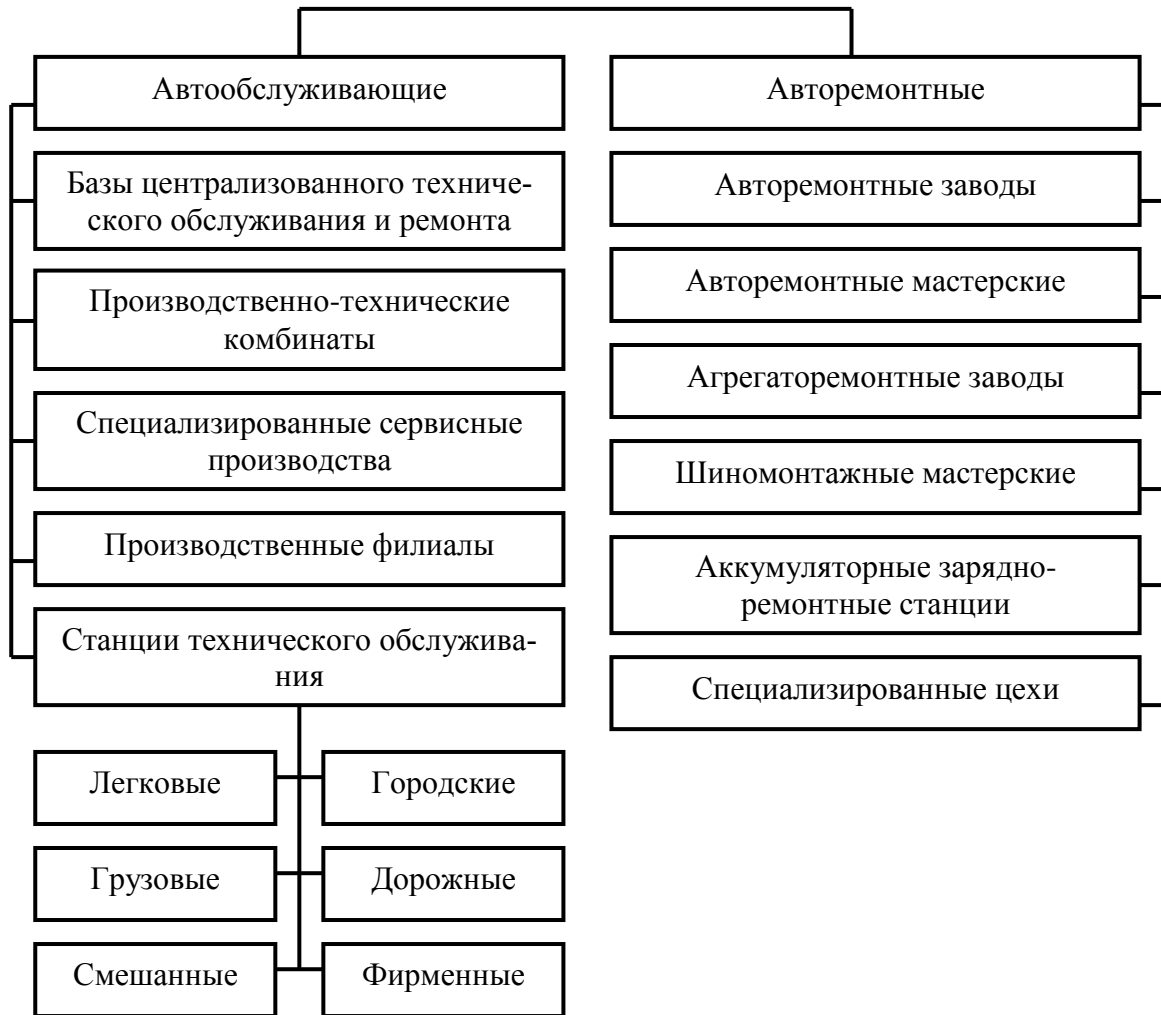 Автообслуживающие
Базы централизованного техниче-
ского обслуживания и ремонта
Производственно-технические
комбинаты
Специализированные сервисные
производства
Производственные филиалы
Станции технического обслужива-
ния
Легковые
Городские
Грузовые
Дорожные
Смешанные
Фирменные
Авторемонтные
Авторемонтные заводы
Авторемонтные мастерские
Агрегаторемонтные заводы
Шиномонтажные мастерские
Аккумуляторные зарядно-
ремонтные станции
Специализированные цехи